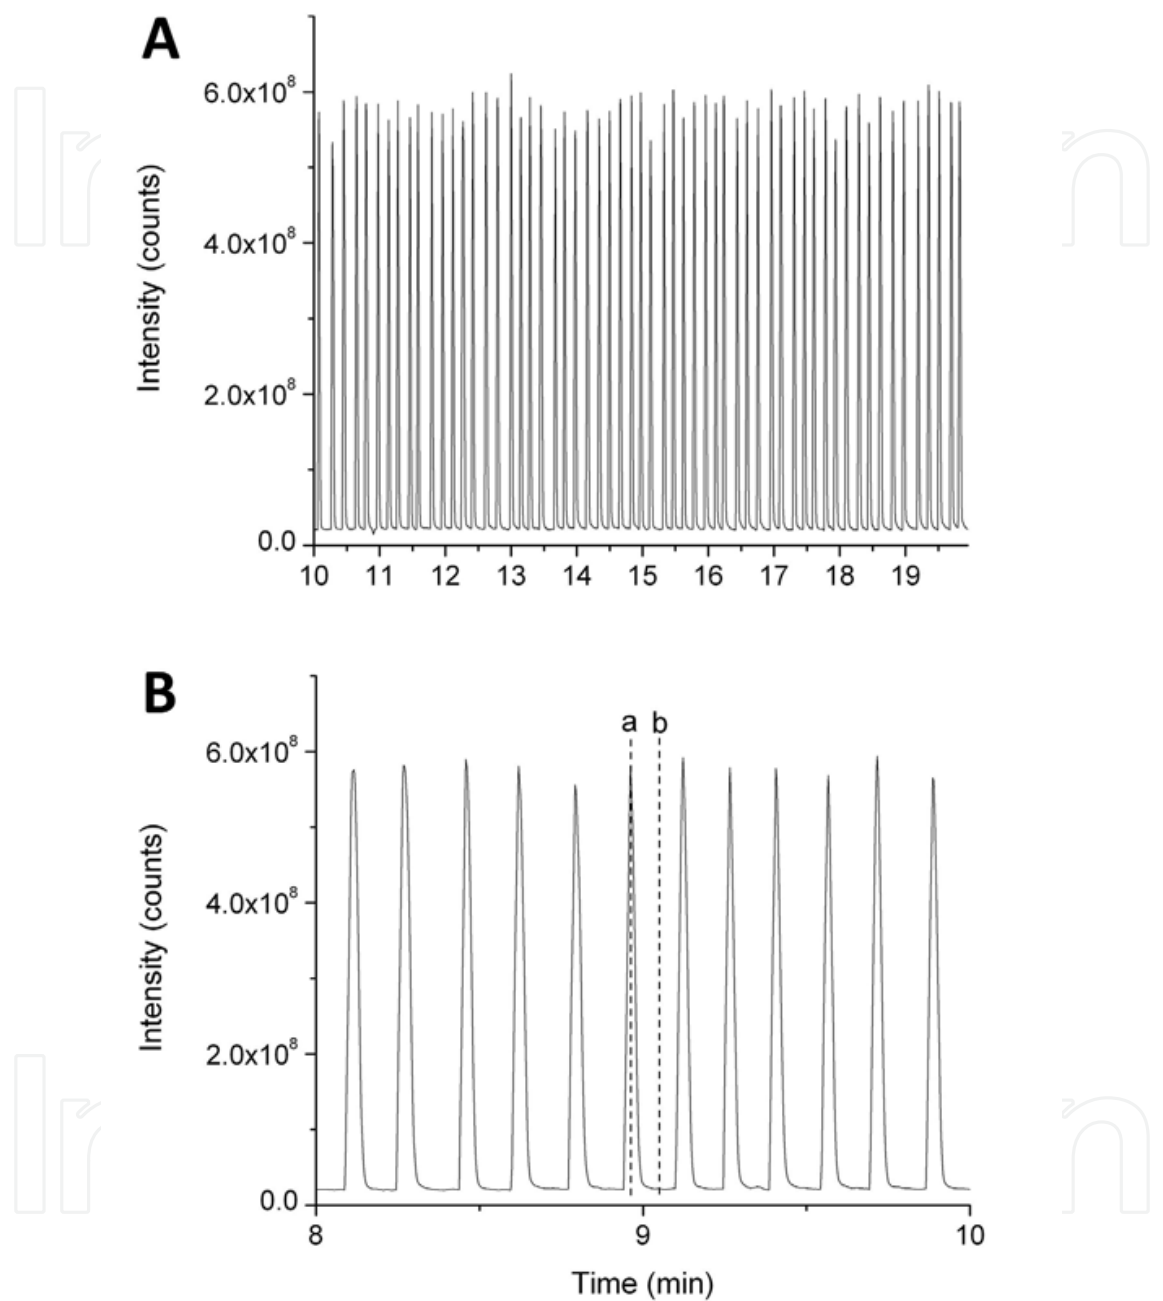 A
Intensity (counts)
6.0x10⁸
4.0x10⁸
2.0x10⁸
0.0
10 11 12 13 14 15 16 17 18 19
B
a b
Intensity (counts)
6.0x10⁸
4.0x10⁸
2.0x10⁸
0.0
8 9 10
Time (min)